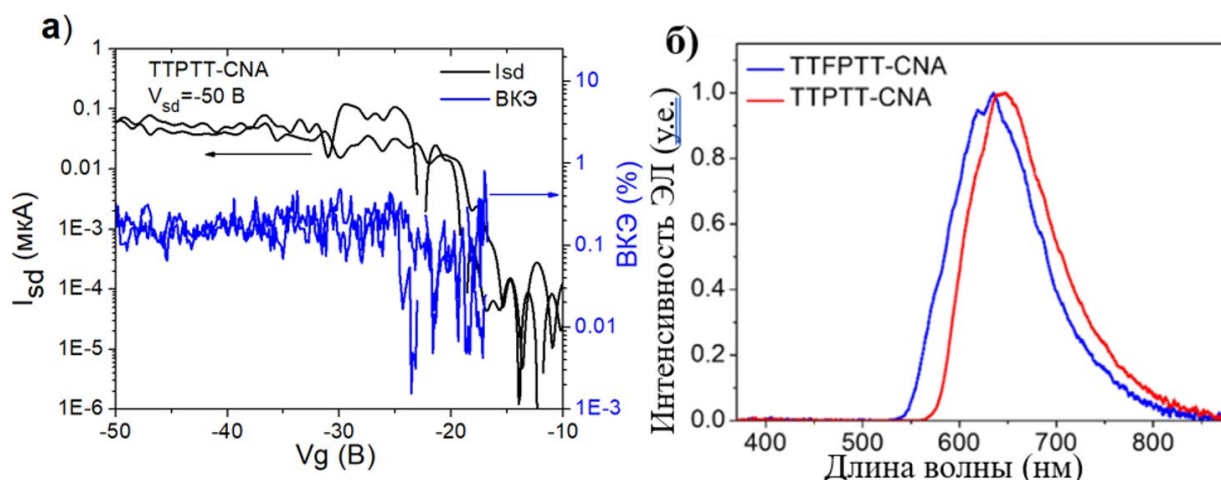 а)
TTPTT-CNA
V_sd=-50 В
Isd
ВКЭ
1
0.1
0.01
1E-3
1E-4
1E-5
1E-6
I_sd (мкА)
10
1
0.1
0.01
1E-3
ВКЭ (%)
-50 -40 -30 -20 -10
Vg (В)
б)
TTFPTT-CNA
TTPTT-CNA
1.0
0.8
0.6
0.4
0.2
0.0
Интенсивность ЭЛ (у.е.)
400 500 600 700 800
Длина волны (нм)